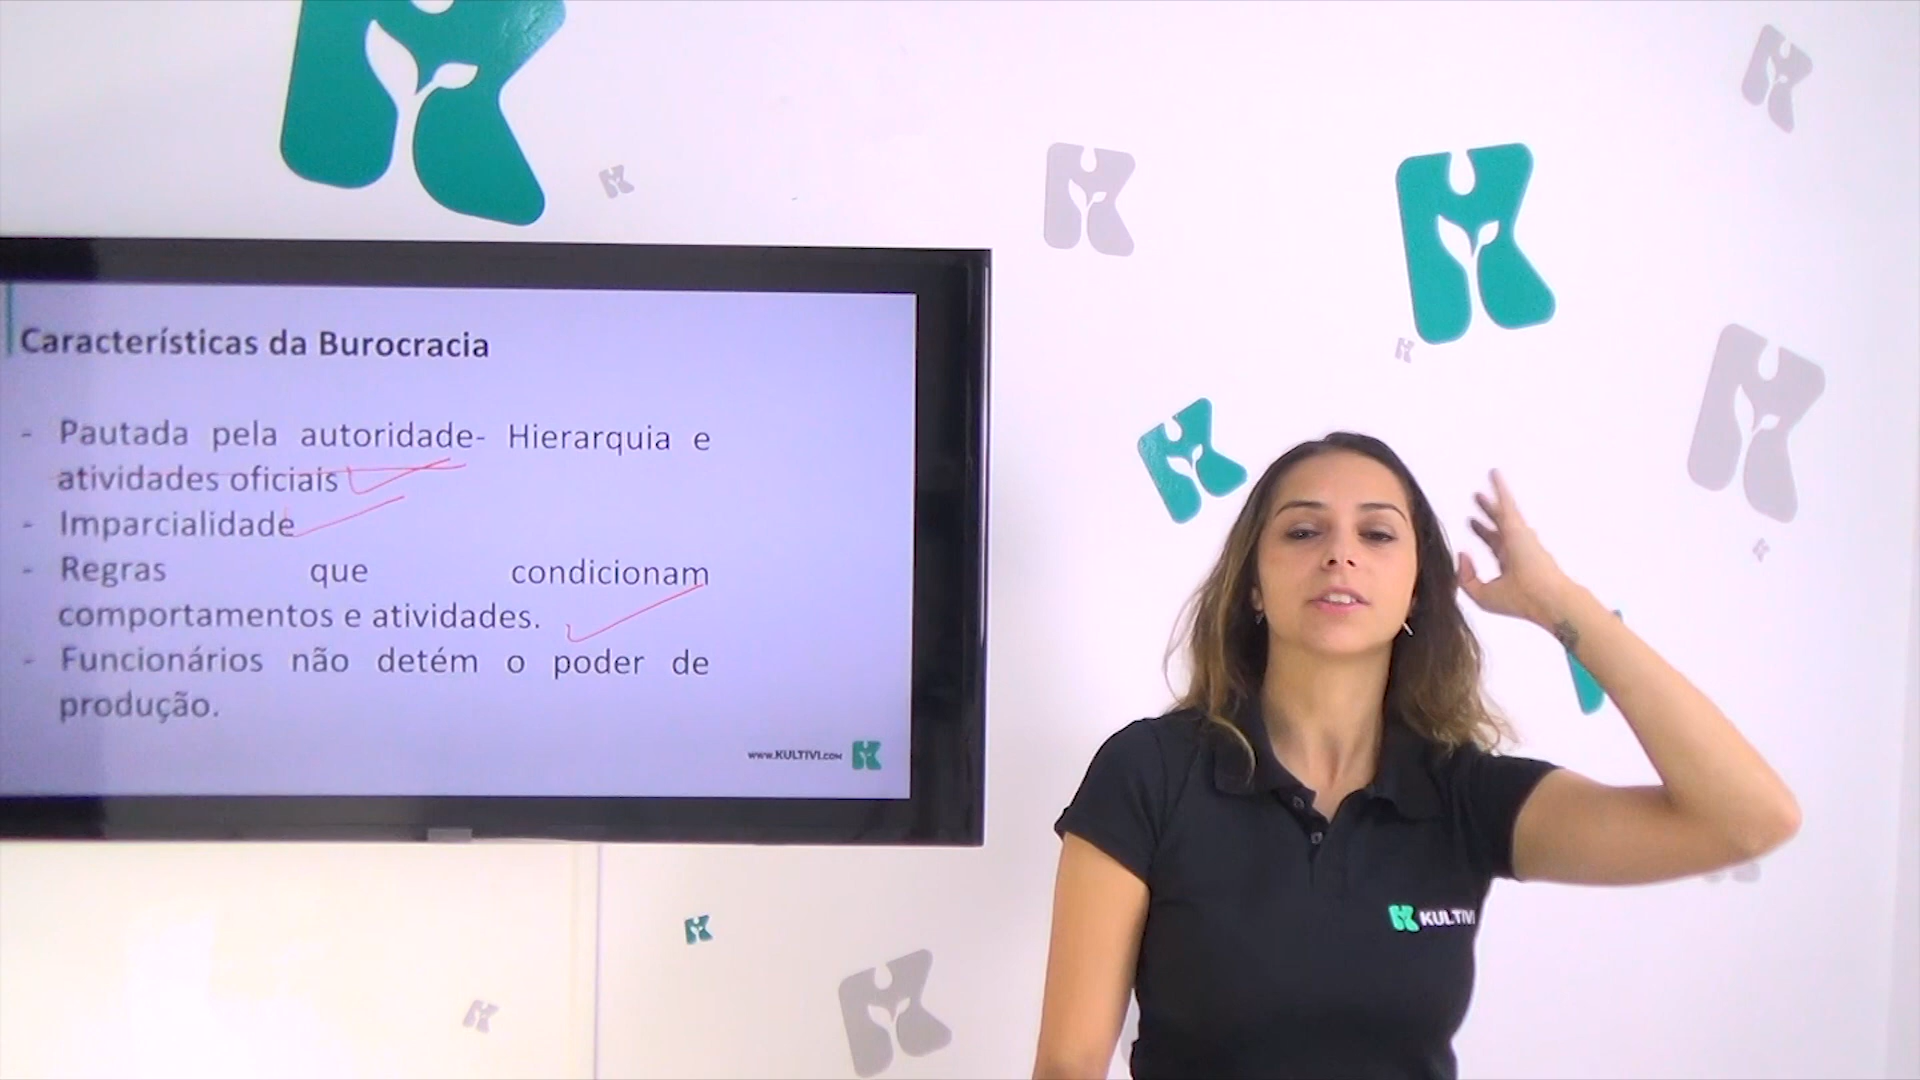 Características da Burocracia
- Pautada pela autoridade- Hierarquia e
atividades oficiais
- Imparcialidade
- Regras que condicionam
comportamentos e atividades.
- Funcionários não detém o poder de
produção.
www.KULTIVI.COM
KULTIVI